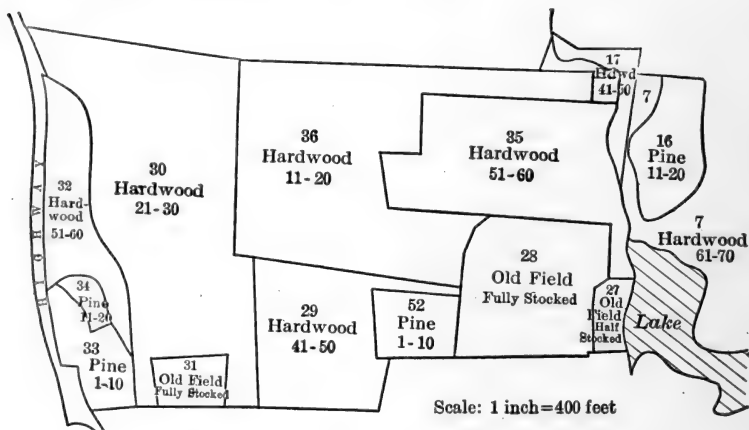 17
Hdwd
41-50
7
36
Hardwood
11-20
35
Hardwood
51-60
16
Pine
11-20
30
Hardwood
21-30
HIGHWAY
32
Hard-
wood
51-60
7
Hardwood
61-70
28
Old Field
Fully Stocked
27
Old
Field
Half
Stocked
Lake
34
Pine
11-20
29
Hardwood
41-50
52
Pine
1-10
33
Pine
1-10
31
Old Field
Fully Stocked
Scale: 1 inch=400 feet